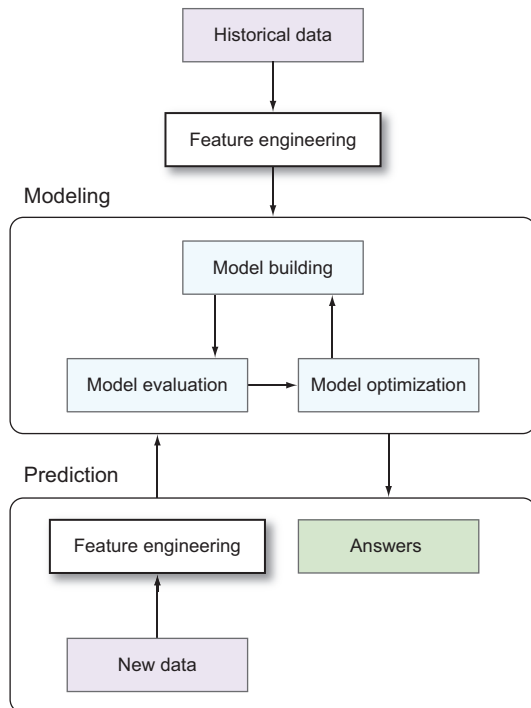 Historical data
Feature engineering
Modeling
Model building
Model evaluation
Model optimization
Prediction
Feature engineering
Answers
New data